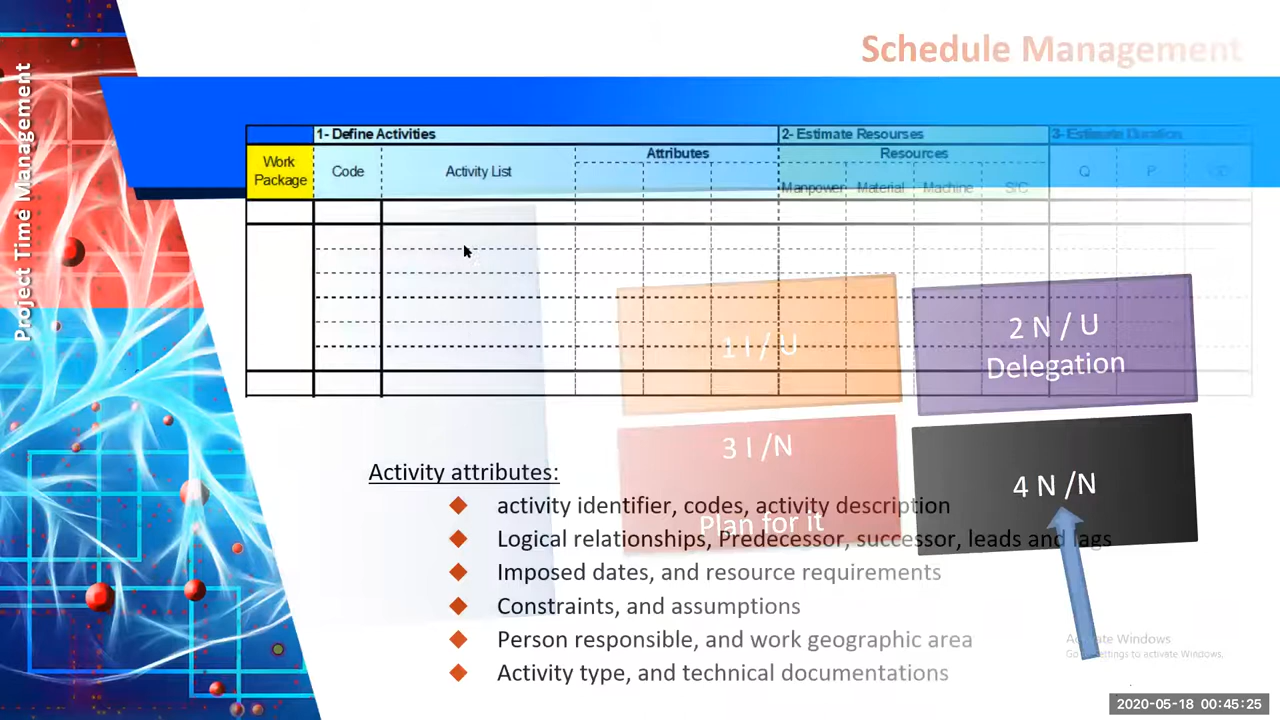 Schedule Management
Project Time Management
1- Define Activities
2- Estimate Resourses
3- Estimate Duration
Work
Package
Code
Activity List
Attributes
Resources
Manpower
Material
Machine
S/C
Q
P
1 I / U
2 N / U
Delegation
3 I /N
Plan for it
4 N /N
Activity attributes:
activity identifier, codes, activity description
Logical relationships, Predecessor, successor, leads and lags
Imposed dates, and resource requirements
Constraints, and assumptions
Person responsible, and work geographic area
Activity type, and technical documentations
Activate Windows
Go to Settings to activate Windows.
2020-05-18 00:45:25